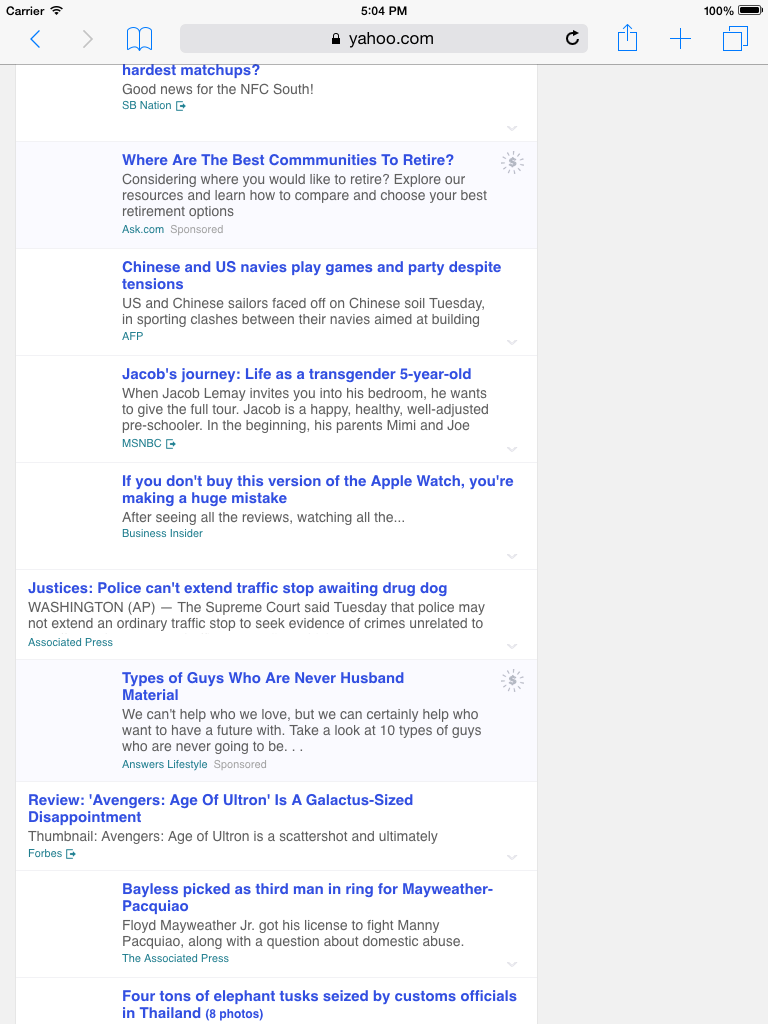 Carrier 5:04 PM 100%
yahoo.com
hardest matchups?
Good news for the NFC South!
SB Nation
Where Are The Best Commmunities To Retire?
Considering where you would like to retire? Explore our
resources and learn how to compare and choose your best
retirement options
Ask.com Sponsored
Chinese and US navies play games and party despite
tensions
US and Chinese sailors faced off on Chinese soil Tuesday,
in sporting clashes between their navies aimed at building
AFP
Jacob's journey: Life as a transgender 5-year-old
When Jacob Lemay invites you into his bedroom, he wants
to give the full tour. Jacob is a happy, healthy, well-adjusted
pre-schooler. In the beginning, his parents Mimi and Joe
MSNBC
If you don't buy this version of the Apple Watch, you're
making a huge mistake
After seeing all the reviews, watching all the...
Business Insider
Justices: Police can't extend traffic stop awaiting drug dog
WASHINGTON (AP) — The Supreme Court said Tuesday that police may
not extend an ordinary traffic stop to seek evidence of crimes unrelated to
Associated Press
Types of Guys Who Are Never Husband
Material
We can't help who we love, but we can certainly help who
want to have a future with. Take a look at 10 types of guys
who are never going to be. . .
Answers Lifestyle Sponsored
Review: 'Avengers: Age Of Ultron' Is A Galactus-Sized
Disappointment
Thumbnail: Avengers: Age of Ultron is a scattershot and ultimately
Forbes
Bayless picked as third man in ring for Mayweather-
Pacquiao
Floyd Mayweather Jr. got his license to fight Manny
Pacquiao, along with a question about domestic abuse.
The Associated Press
Four tons of elephant tusks seized by customs officials
in Thailand (8 photos)